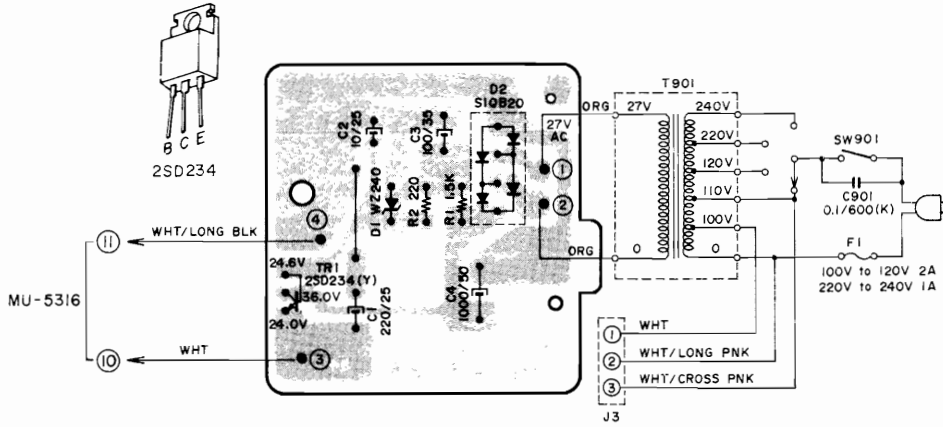 B C E
2SD234
D2
S1QB20
27V
AC
C2
10/25
C3
100/35
D1 WZ240
R2 220
R1 1.5K
①
②
④
TR1
2SD234(Y)
24.6V
36.0V
24.0V
C1
220/25
C4
1000/50
③
MU-5316
⑪
WHT/LONG BLK
⑩
WHT
ORG
ORG
T901
27V
0
240V
220V
120V
110V
100V
0
SW901
C901
0.1/600(K)
F1
100V to 120V 2A
220V to 240V 1A
① WHT
② WHT/LONG PNK
③ WHT/CROSS PNK
J3